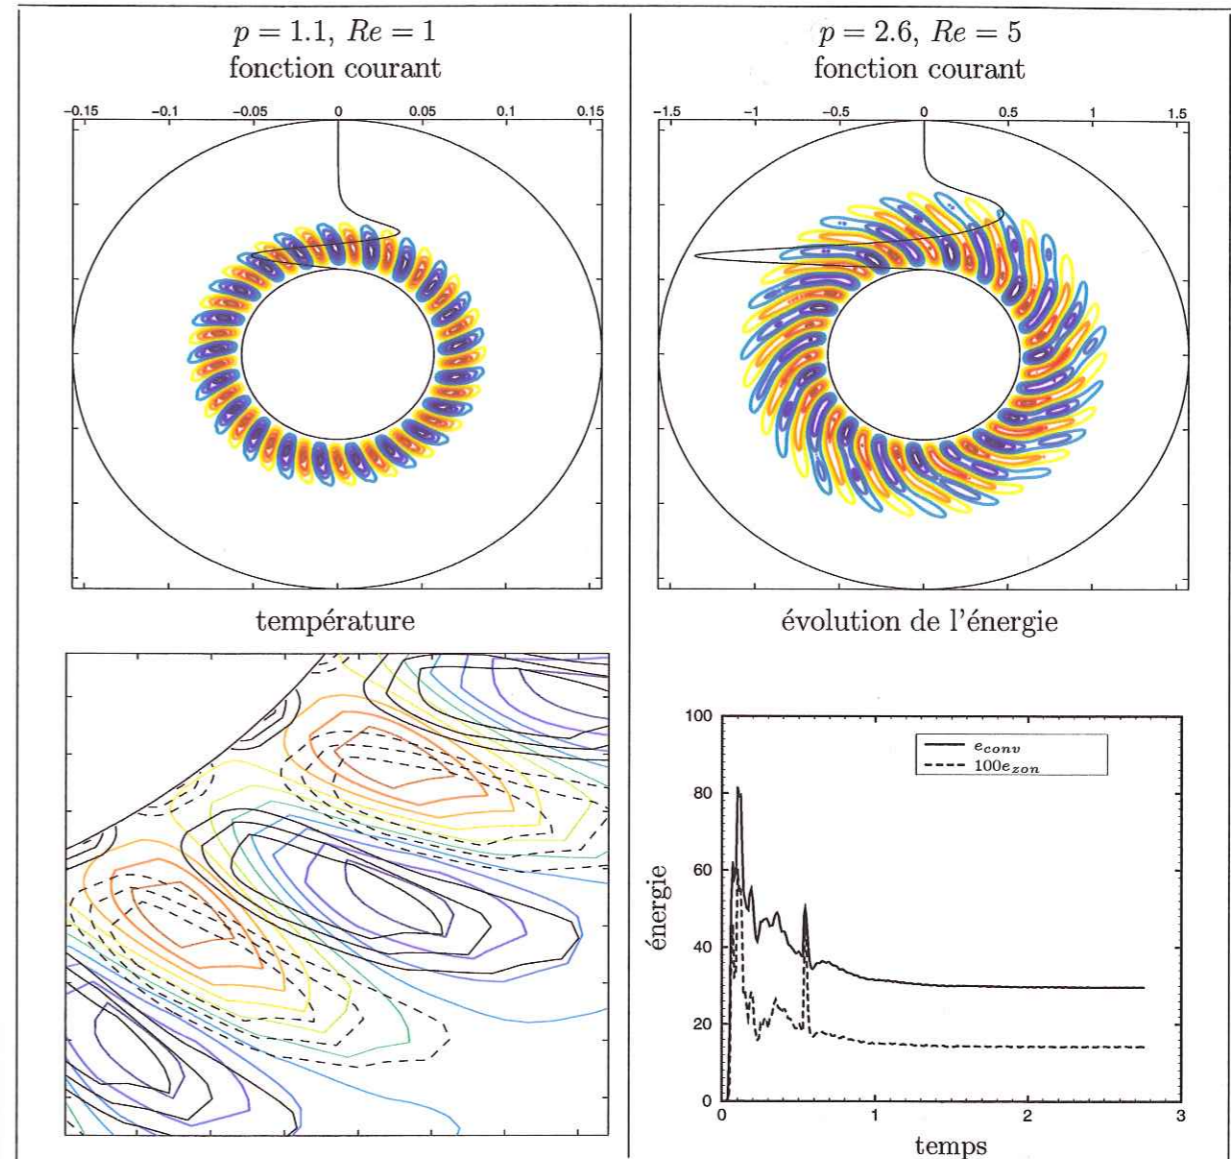 p = 1.1, Re = 1
fonction courant
−0.15 −0.1 −0.05 0 0.05 0.1 0.15
température
p = 2.6, Re = 5
fonction courant
−1.5 −1 −0.5 0 0.5 1 1.5
évolution de l'énergie
100
80
60
40
20
0
énergie
e_conv
100e_zon
0 1 2 3
temps